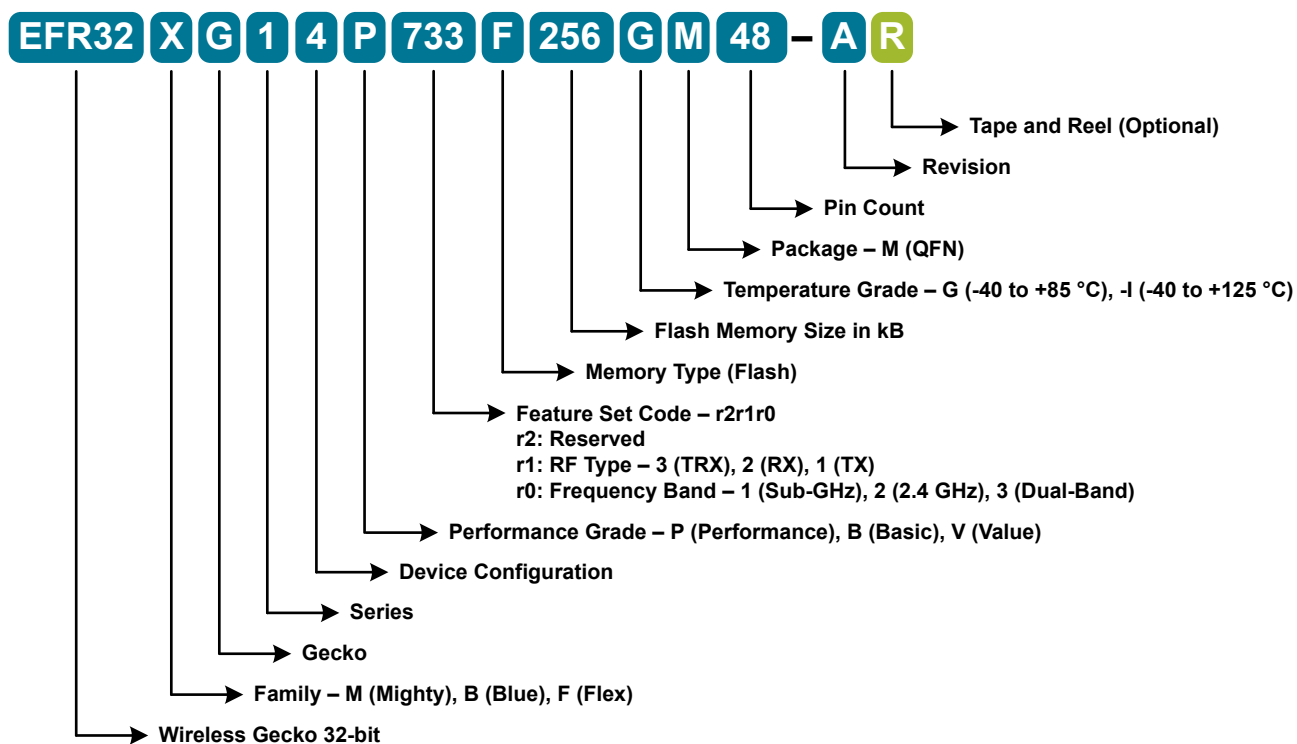 EFR32 X G 1 4 P 733 F 256 G M 48 – A R
Tape and Reel (Optional)
Revision
Pin Count
Package – M (QFN)
Temperature Grade – G (-40 to +85 °C), -I (-40 to +125 °C)
Flash Memory Size in kB
Memory Type (Flash)
Feature Set Code – r2r1r0
r2: Reserved
r1: RF Type – 3 (TRX), 2 (RX), 1 (TX)
r0: Frequency Band – 1 (Sub-GHz), 2 (2.4 GHz), 3 (Dual-Band)
Performance Grade – P (Performance), B (Basic), V (Value)
Device Configuration
Series
Gecko
Family – M (Mighty), B (Blue), F (Flex)
Wireless Gecko 32-bit